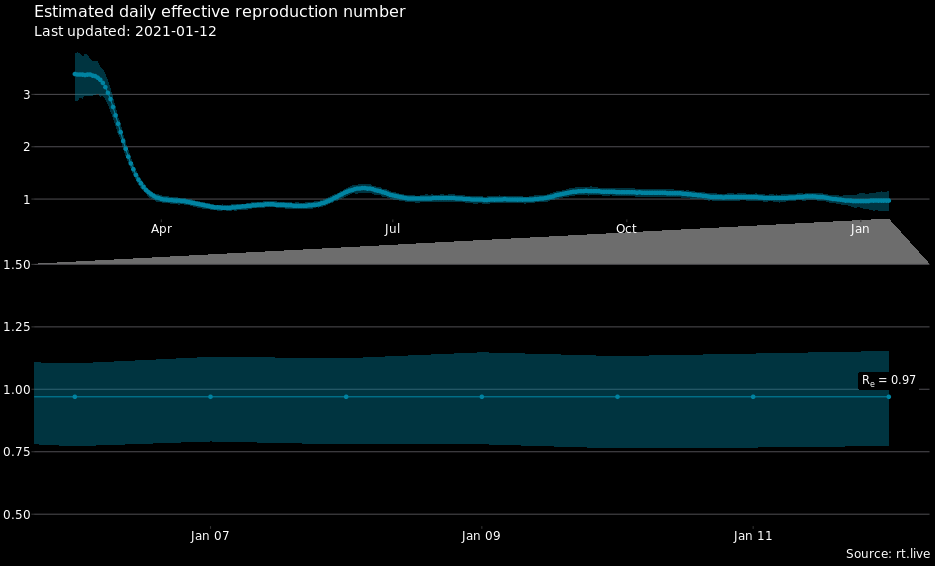 Estimated daily effective reproduction number
Last updated: 2021-01-12
3
2
1
Apr Jul Oct Jan
1.50
1.25
1.00
Re = 0.97
0.75
0.50
Jan 07 Jan 09 Jan 11
Source: rt.live